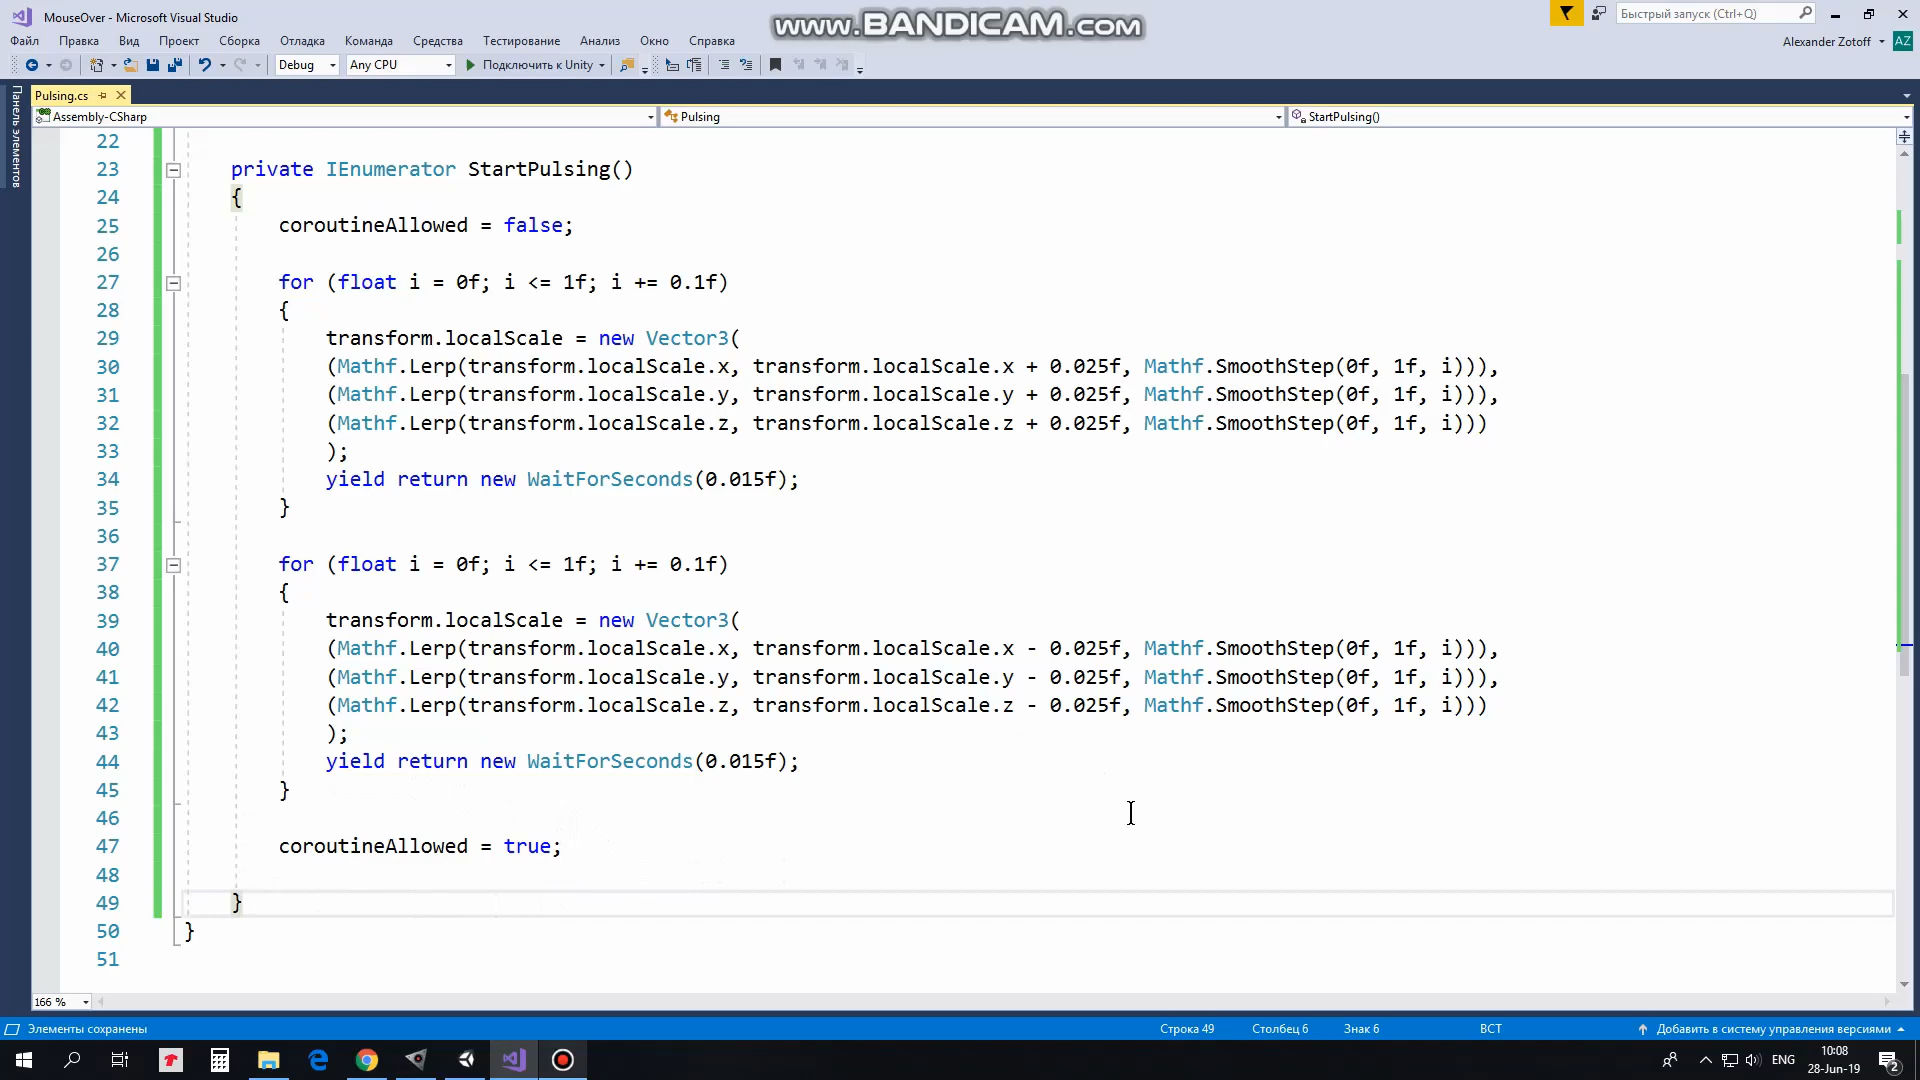 MouseOver - Microsoft Visual Studio
www.BANDICAM.com
Быстрый запуск (Ctrl+Q)
Файл Правка Вид Проект Сборка Отладка Команда Средства Тестирование Анализ Окно Справка
Alexander Zotoff AZ
Debug Any CPU Подключить к Unity
Панель элементов
Pulsing.cs
Assembly-CSharp Pulsing StartPulsing()
22
23 private IEnumerator StartPulsing()
24 {
25 coroutineAllowed = false;
26
27 for (float i = 0f; i <= 1f; i += 0.1f)
28 {
29 transform.localScale = new Vector3(
30 (Mathf.Lerp(transform.localScale.x, transform.localScale.x + 0.025f, Mathf.SmoothStep(0f, 1f, i))),
31 (Mathf.Lerp(transform.localScale.y, transform.localScale.y + 0.025f, Mathf.SmoothStep(0f, 1f, i))),
32 (Mathf.Lerp(transform.localScale.z, transform.localScale.z + 0.025f, Mathf.SmoothStep(0f, 1f, i)))
33 );
34 yield return new WaitForSeconds(0.015f);
35 }
36
37 for (float i = 0f; i <= 1f; i += 0.1f)
38 {
39 transform.localScale = new Vector3(
40 (Mathf.Lerp(transform.localScale.x, transform.localScale.x - 0.025f, Mathf.SmoothStep(0f, 1f, i))),
41 (Mathf.Lerp(transform.localScale.y, transform.localScale.y - 0.025f, Mathf.SmoothStep(0f, 1f, i))),
42 (Mathf.Lerp(transform.localScale.z, transform.localScale.z - 0.025f, Mathf.SmoothStep(0f, 1f, i)))
43 );
44 yield return new WaitForSeconds(0.015f);
45 }
46
47 coroutineAllowed = true;
48
49 }
50 }
51
166 %
Элементы сохранены Строка 49 Столбец 6 Знак 6 ВСТ Добавить в систему управления версиями
ENG 10:08
28-Jun-19 2